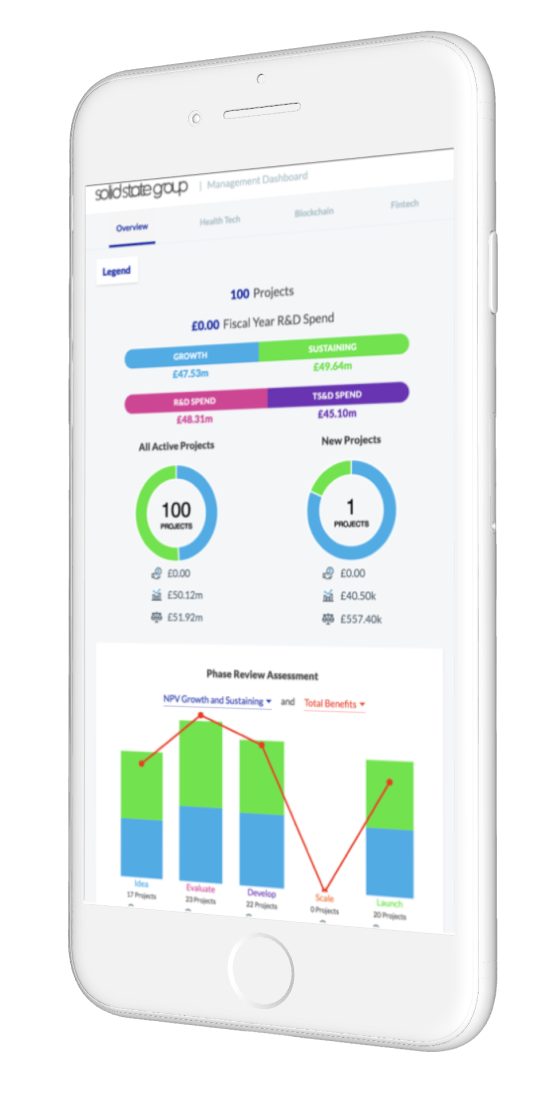 solidstategroup | Management Dashboard
Overview Health Tech Blockchain Fintech
Legend
100 Projects
£0.00 Fiscal Year R&D Spend
GROWTH SUSTAINING
£47.53m £49.64m
R&D SPEND TS&D SPEND
£48.31m £45.10m
All Active Projects New Projects
100 1
PROJECTS PROJECTS
£0.00 £0.00
£50.12m £40.50k
£51.92m £557.40k
Phase Review Assessment
NPV Growth and Sustaining and Total Benefits
Idea Evaluate Develop Scale Launch
17 Projects 23 Projects 22 Projects 0 Projects 20 Projects